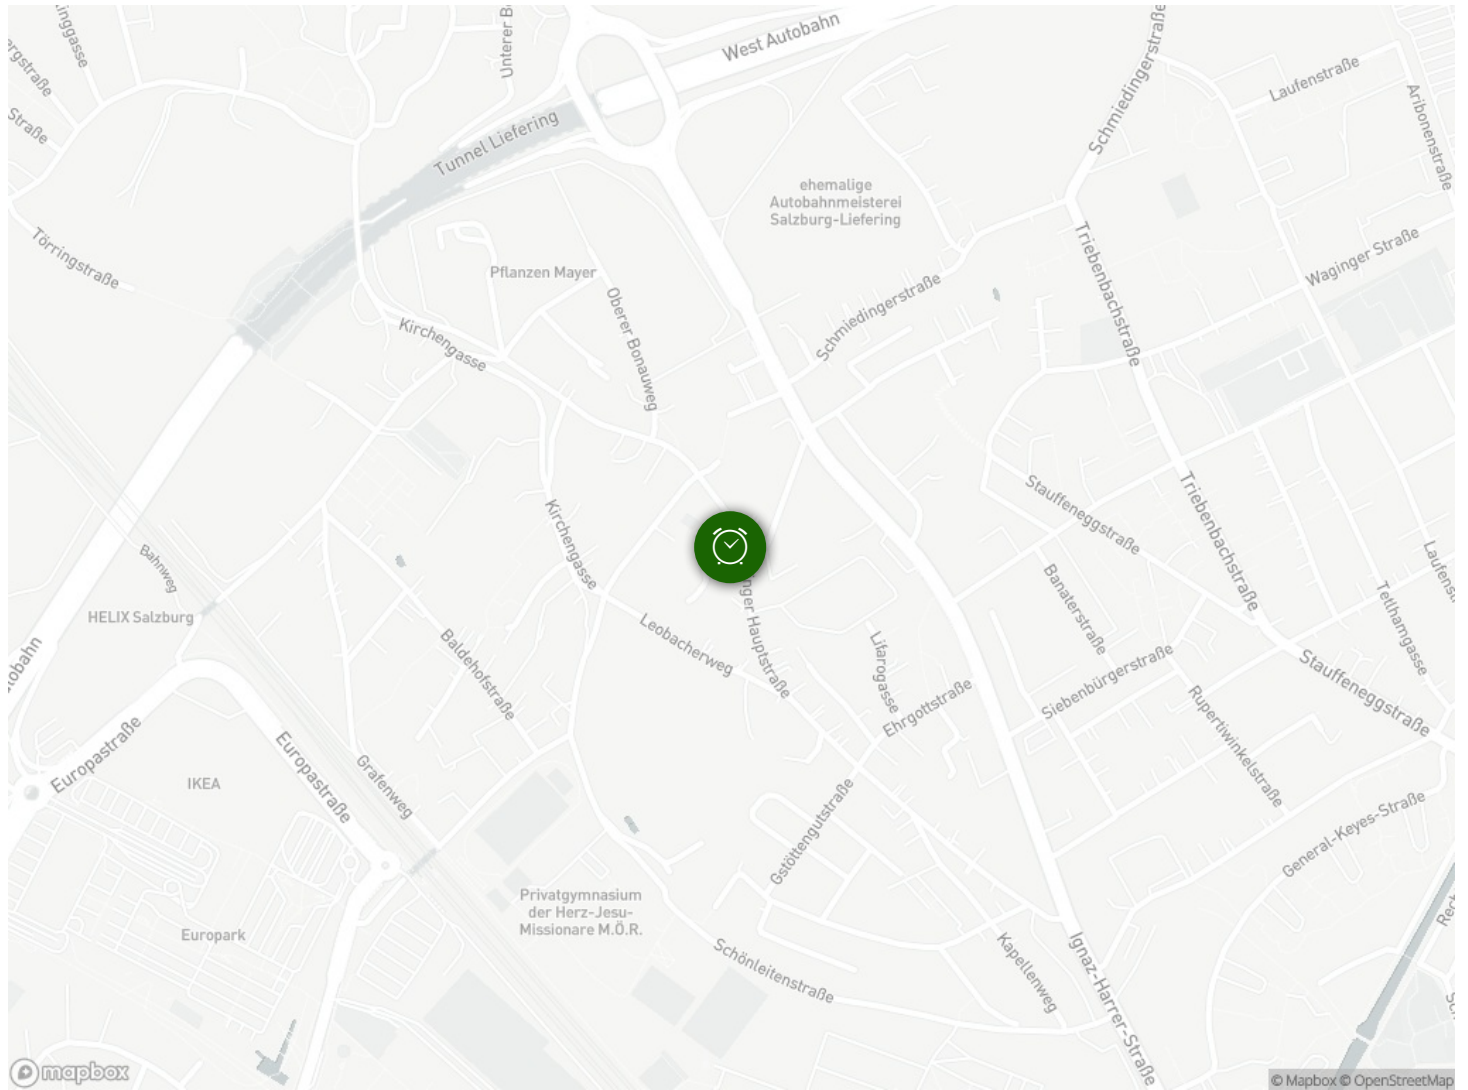 West Autobahn
Schmiedingerstraße
Laufenstraße
Aribonenstraße
Straße
Tunnel Liefering
ehemalige
Autobahnmeisterei
Salzburg-Liefering
Törringstraße
Pflanzen Mayer
Triebenbachstraße
Waginger Straße
Oberer Bonauweg
Schmiedingerstraße
Kirchengasse
Kirchengasse
Stauffeneggstraße
Triebenbachstraße
Bahnweg
HELIX Salzburg
Banaterstraße
Tetlhamgasse
nger Hauptstraße
Leobacherweg
Lifarogasse
Baldehofstraße
Ehrgottstraße
Siebenbürgerstraße
Stauffeneggstraße
Rupertiwinkelstraße
Europastraße
Europastraße
IKEA
Grafenweg
Gstöttengutstraße
General-Keyes-Straße
Privatgymnasium
der Herz-Jesu-
Missionare M.Ö.R.
Europark
Schönleitenstraße
Kapellenweg
Ignaz-Harrer-Straße
mapbox
© Mapbox © OpenStreetMap